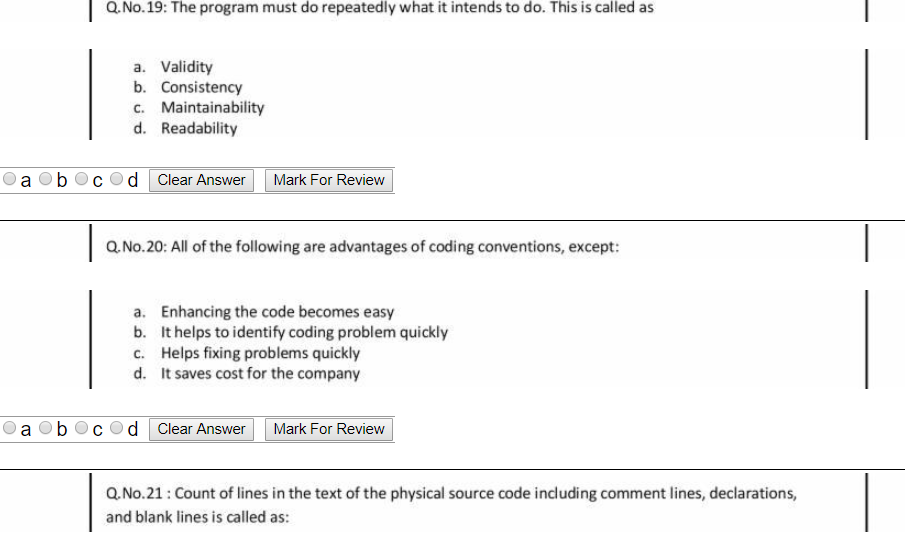 Q.No.19: The program must do repeatedly what it intends to do. This is called as
a. Validity
b. Consistency
c. Maintainability
d. Readability
a b c d Clear Answer Mark For Review
Q.No.20: All of the following are advantages of coding conventions, except:
a. Enhancing the code becomes easy
b. It helps to identify coding problem quickly
c. Helps fixing problems quickly
d. It saves cost for the company
a b c d Clear Answer Mark For Review
Q.No.21 : Count of lines in the text of the physical source code including comment lines, declarations,
and blank lines is called as: